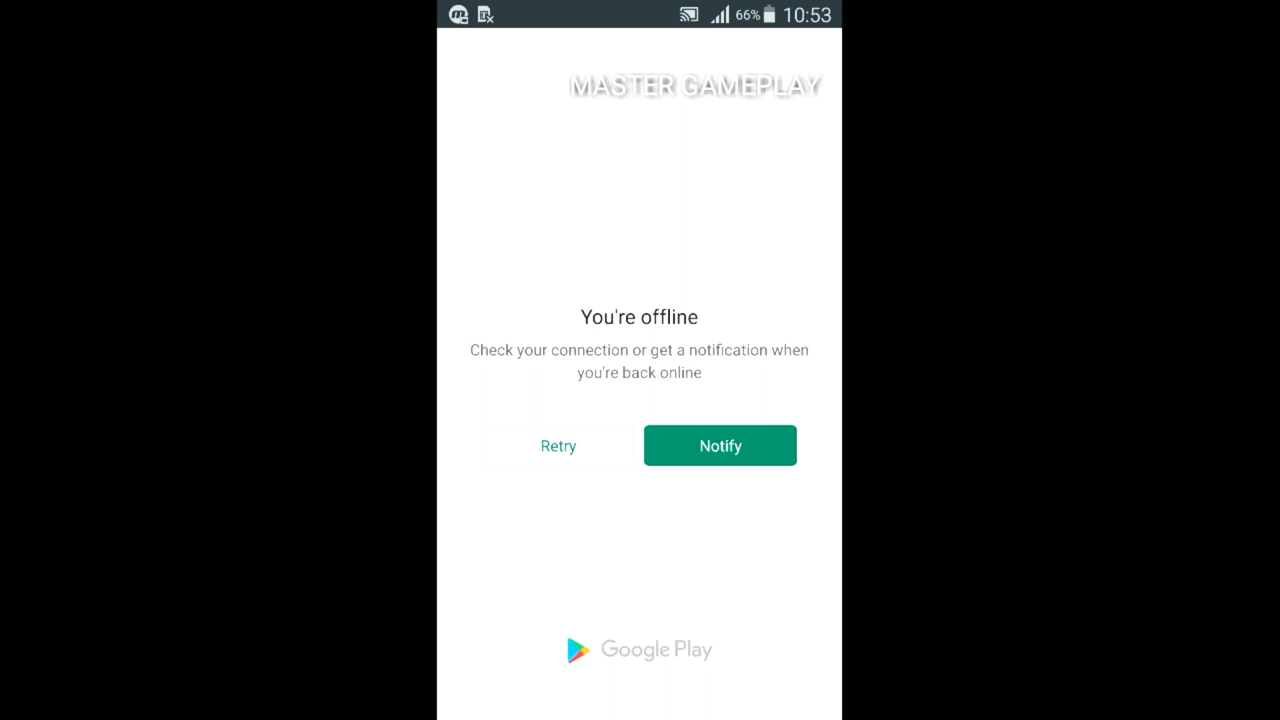 66% 10:53
MASTER GAMEPLAY
You're offline
Check your connection or get a notification when
you're back online
Retry Notify
Google Play